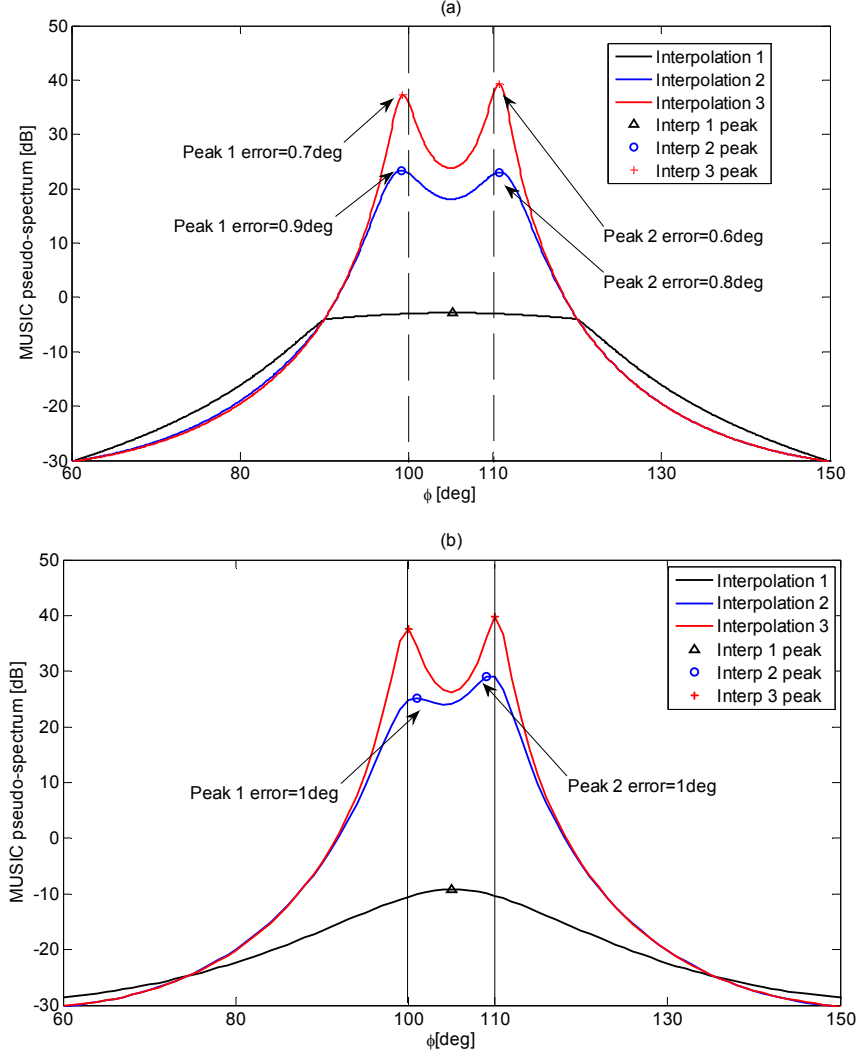 (a)
50
40
30
20
10
0
-10
-20
-30
60
80
100
110
130
150
MUSIC pseudo-spectrum [dB]
ϕ [deg]
Interpolation 1
Interpolation 2
Interpolation 3
Interp 1 peak
Interp 2 peak
Interp 3 peak
Peak 1 error=0.7deg
Peak 1 error=0.9deg
Peak 2 error=0.6deg
Peak 2 error=0.8deg
(b)
50
40
30
20
10
0
-10
-20
-30
60
80
100
110
130
150
MUSIC pseudo-spectrum [dB]
ϕ[deg]
Interpolation 1
Interpolation 2
Interpolation 3
Interp 1 peak
Interp 2 peak
Interp 3 peak
Peak 1 error=1deg
Peak 2 error=1deg